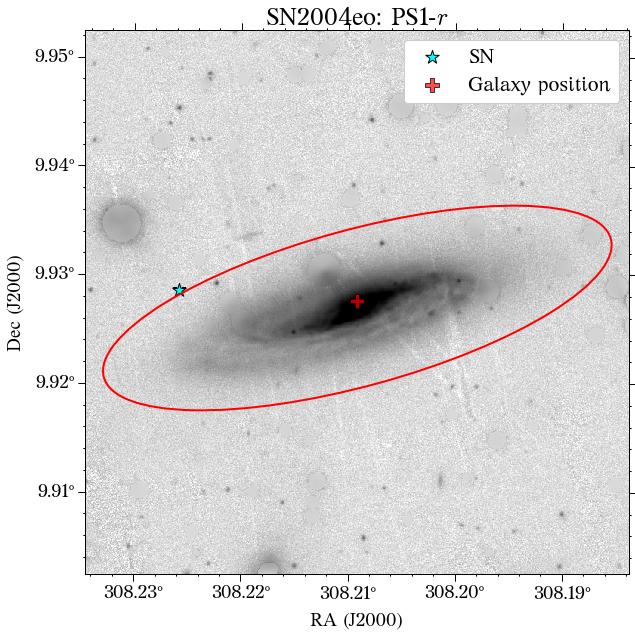 SN2004eo: PS1-r
SN
Galaxy position
9.95°
9.94°
9.93°
9.92°
9.91°
Dec (J2000)
308.23° 308.22° 308.21° 308.20° 308.19°
RA (J2000)